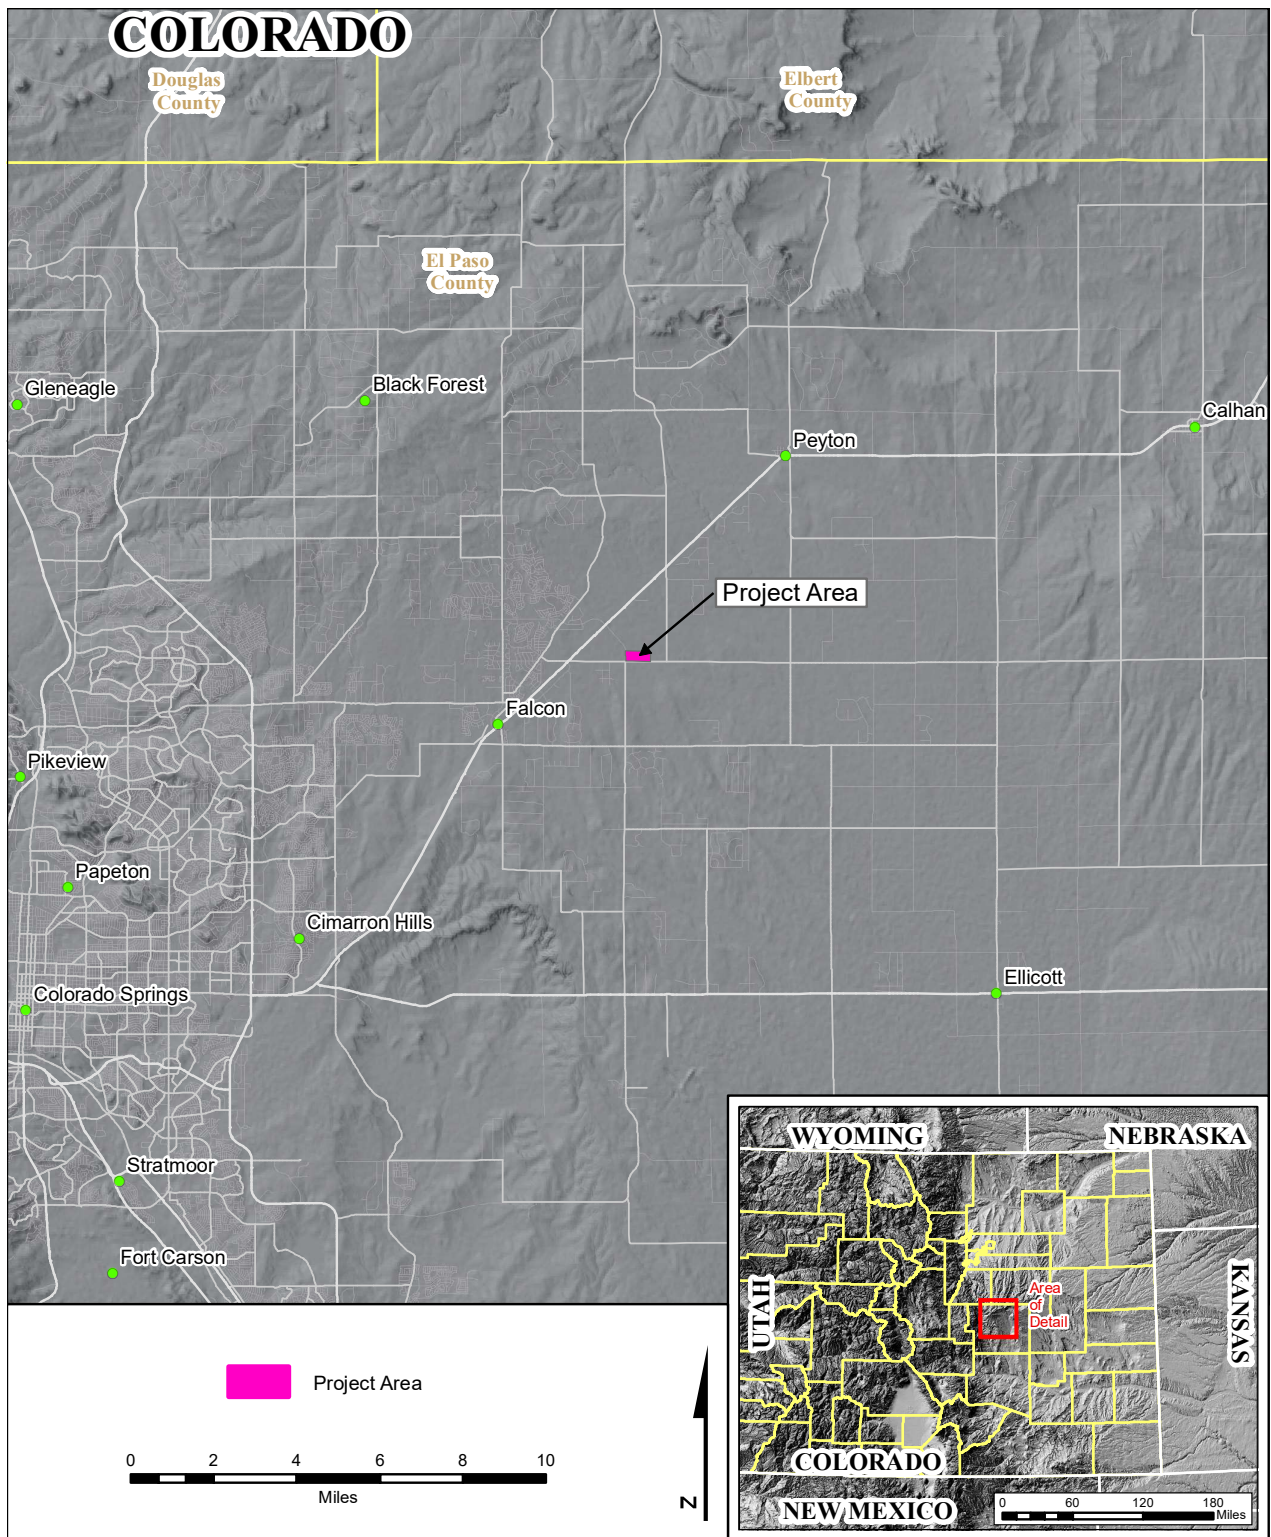 COLORADO
Douglas
County
Elbert
County
El Paso
County
Gleneagle
Black Forest
Calhan
Peyton
Project Area
Falcon
Pikeview
Papeton
Cimarron Hills
Colorado Springs
Ellicott
Stratmoor
Fort Carson
Project Area
0 2 4 6 8 10
Miles
N
WYOMING
NEBRASKA
UTAH
KANSAS
Area
of
Detail
COLORADO
NEW MEXICO
0 60 120 180
Miles